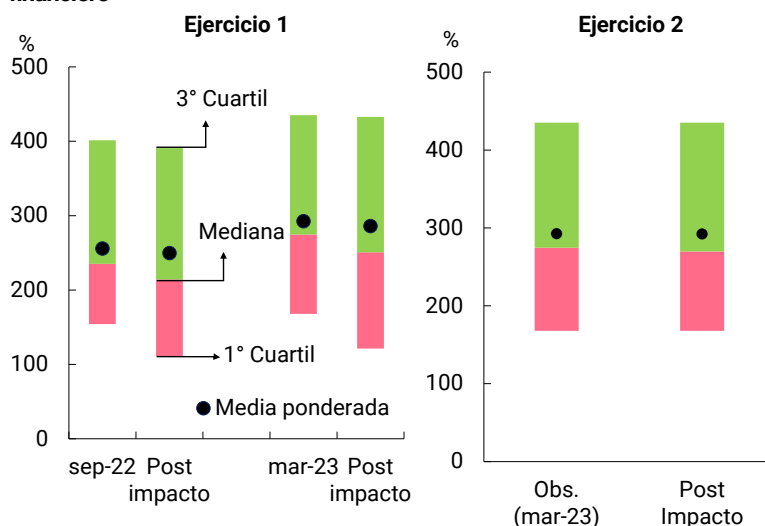 Ejercicio 1
%
500
400
300
200
100
0
3° Cuartil
Mediana
1° Cuartil
Media ponderada
sep-22 Post impacto
mar-23 Post impacto
Ejercicio 2
%
500
400
300
200
100
0
Obs.
(mar-23)
Post
Impacto